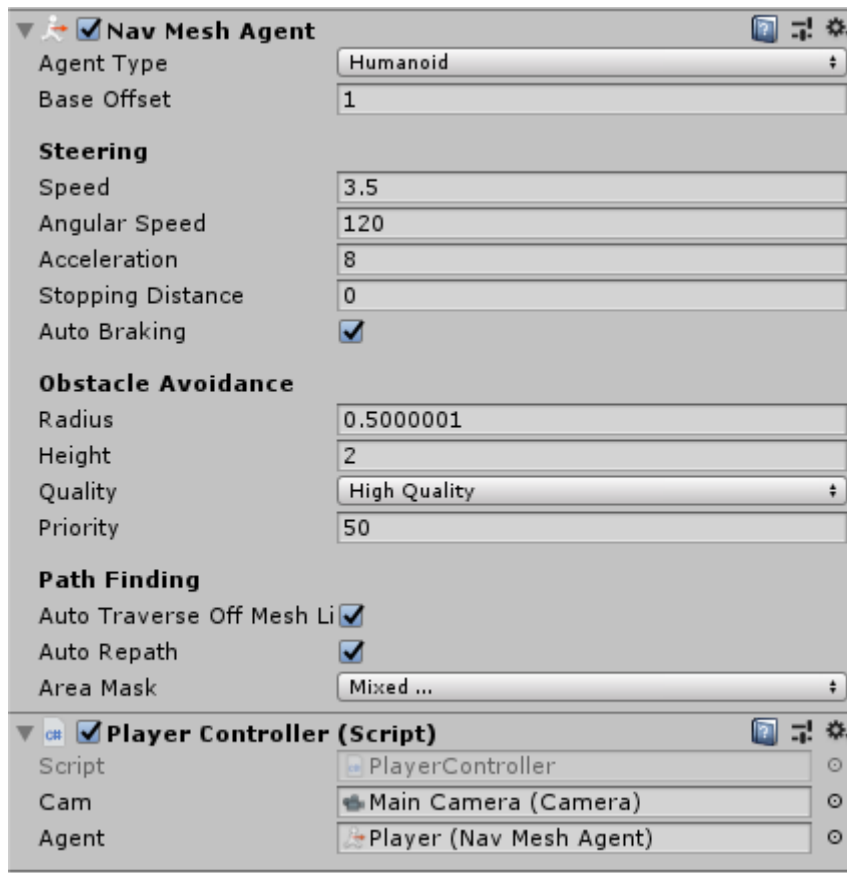 Nav Mesh Agent
Agent Type Humanoid
Base Offset 1
Steering
Speed 3.5
Angular Speed 120
Acceleration 8
Stopping Distance 0
Auto Braking
Obstacle Avoidance
Radius 0.5000001
Height 2
Quality High Quality
Priority 50
Path Finding
Auto Traverse Off Mesh Li
Auto Repath
Area Mask Mixed ...
C# Player Controller (Script)
Script PlayerController
Cam Main Camera (Camera)
Agent Player (Nav Mesh Agent)